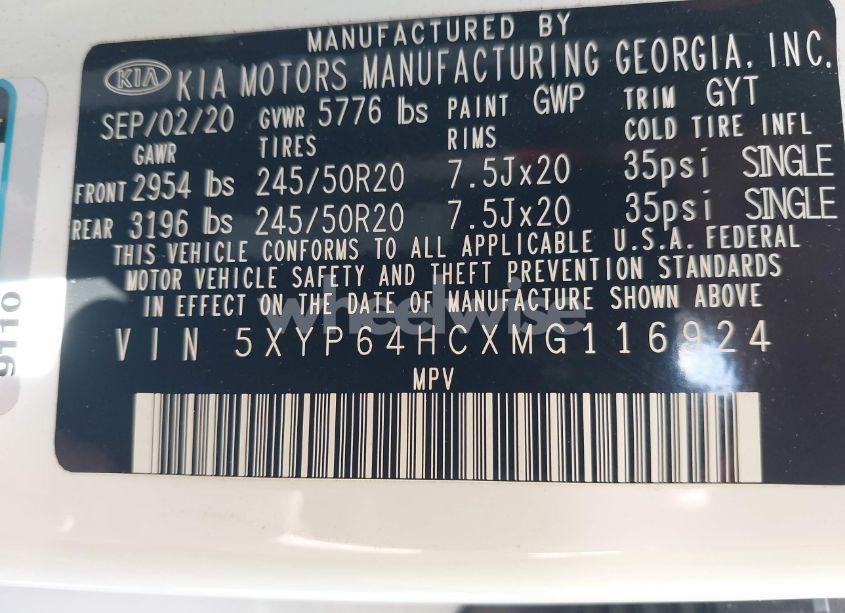 MANUFACTURED BY
KIA KIA MOTORS MANUFACTURING GEORGIA, INC.
SEP/02/20 GVWR 5776 lbs PAINT GWP TRIM GYT
GAWR TIRES RIMS COLD TIRE INFL
FRONT 2954 lbs 245/50R20 7.5Jx20 35psi SINGLE
REAR 3196 lbs 245/50R20 7.5Jx20 35psi SINGLE
THIS VEHICLE CONFORMS TO ALL APPLICABLE U.S.A. FEDERAL
MOTOR VEHICLE SAFETY AND THEFT PREVENTION STANDARDS
IN EFFECT ON THE DATE OF MANUFACTURE SHOWN ABOVE
wheelwise
VIN 5XYP64HCXMG116924
MPV
9110